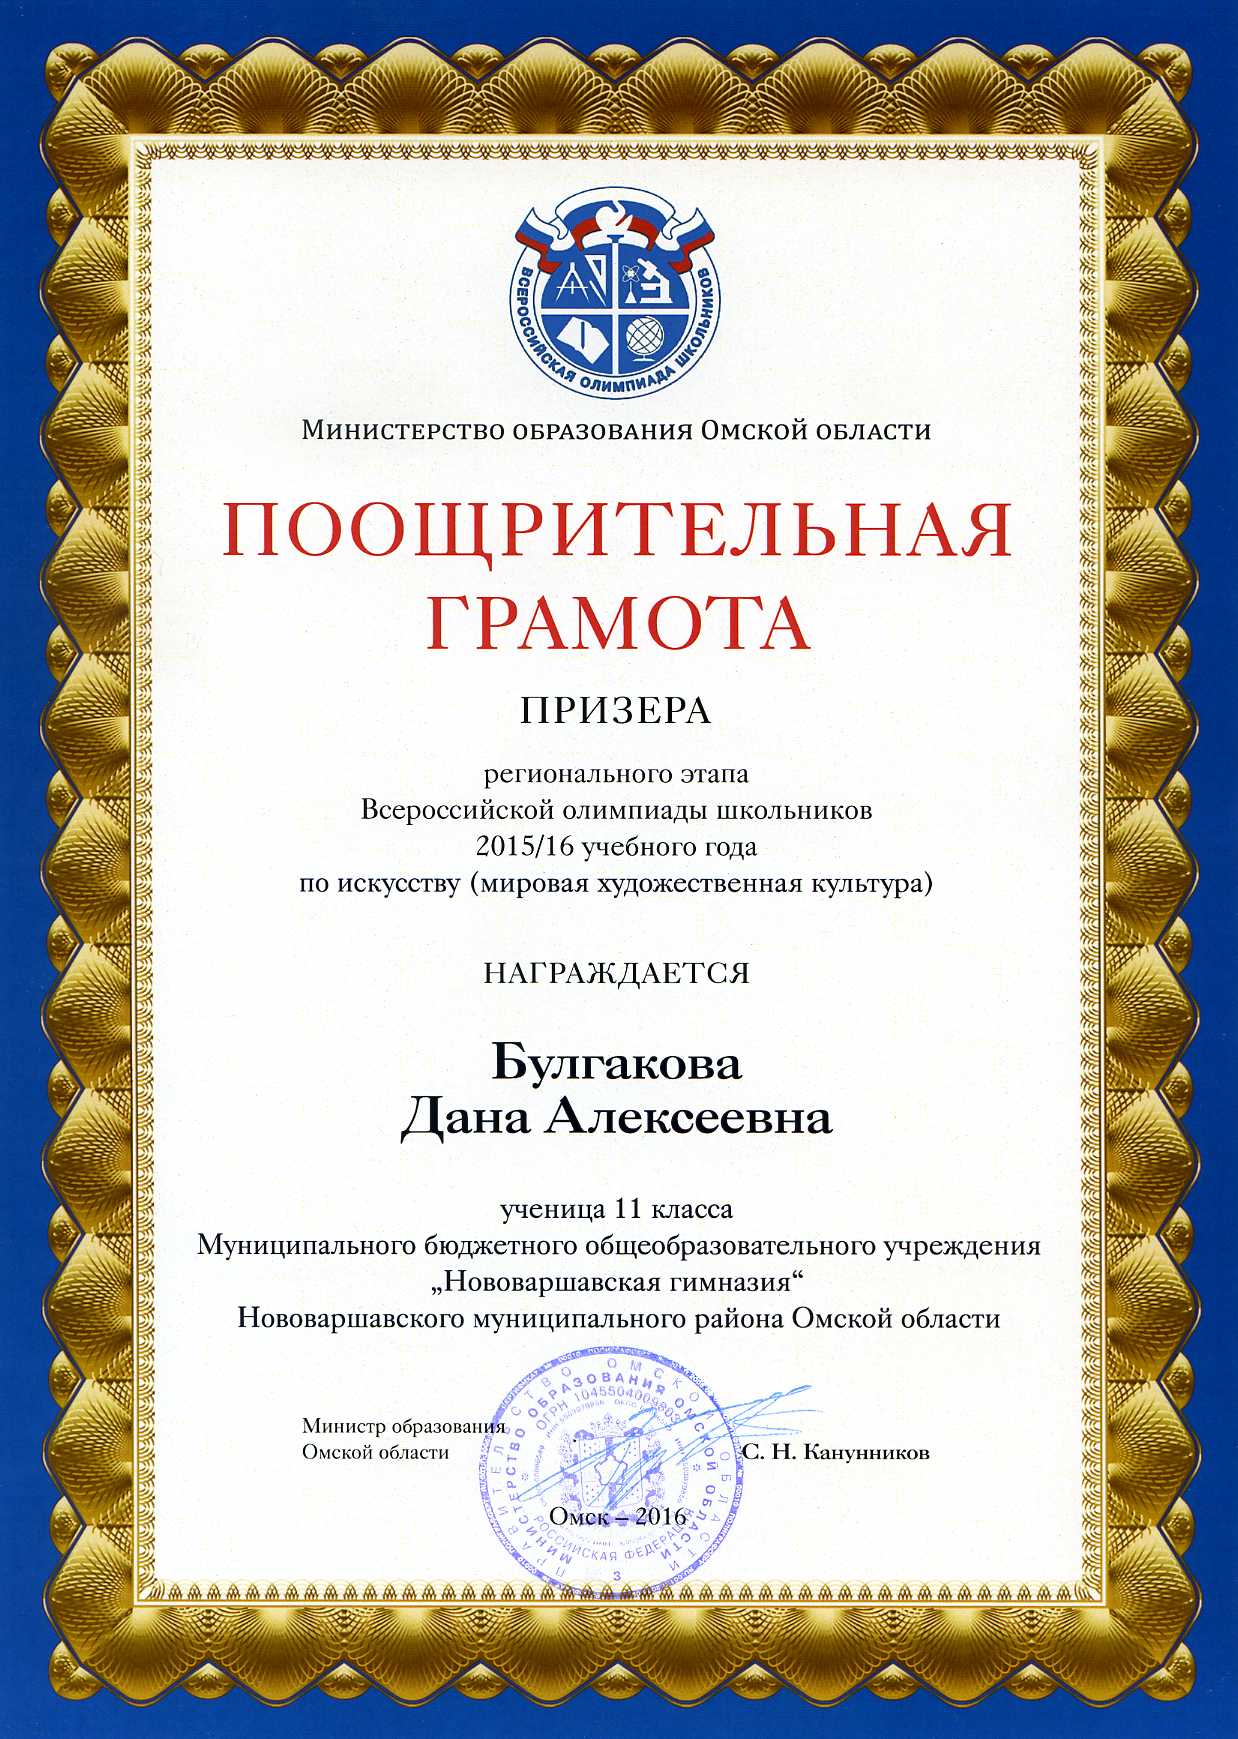 ВСЕРОССИЙСКАЯ ОЛИМПИАДА ШКОЛЬНИКОВ
Министерство образования Омской области
ПООЩРИТЕЛЬНАЯ
ГРАМОТА
ПРИЗЕРА
регионального этапа
Всероссийской олимпиады школьников
2015/16 учебного года
по искусству (мировая художественная культура)
НАГРАЖДАЕТСЯ
Булгакова
Дана Алексеевна
ученица 11 класса
Муниципального бюджетного общеобразовательного учреждения
„Нововаршавская гимназия“
Нововаршавского муниципального района Омской области
ПРАВИТЕЛЬСТВО ОМСКОЙ ОБЛАСТИ
МИНИСТЕРСТВО ОБРАЗОВАНИЯ ОМСКОЙ ОБЛАСТИ
ОГРН 1045504009803
РОССИЙСКАЯ ФЕДЕРАЦИЯ
3
Министр образования
Омской области
С. Н. Канунников
Омск – 2016